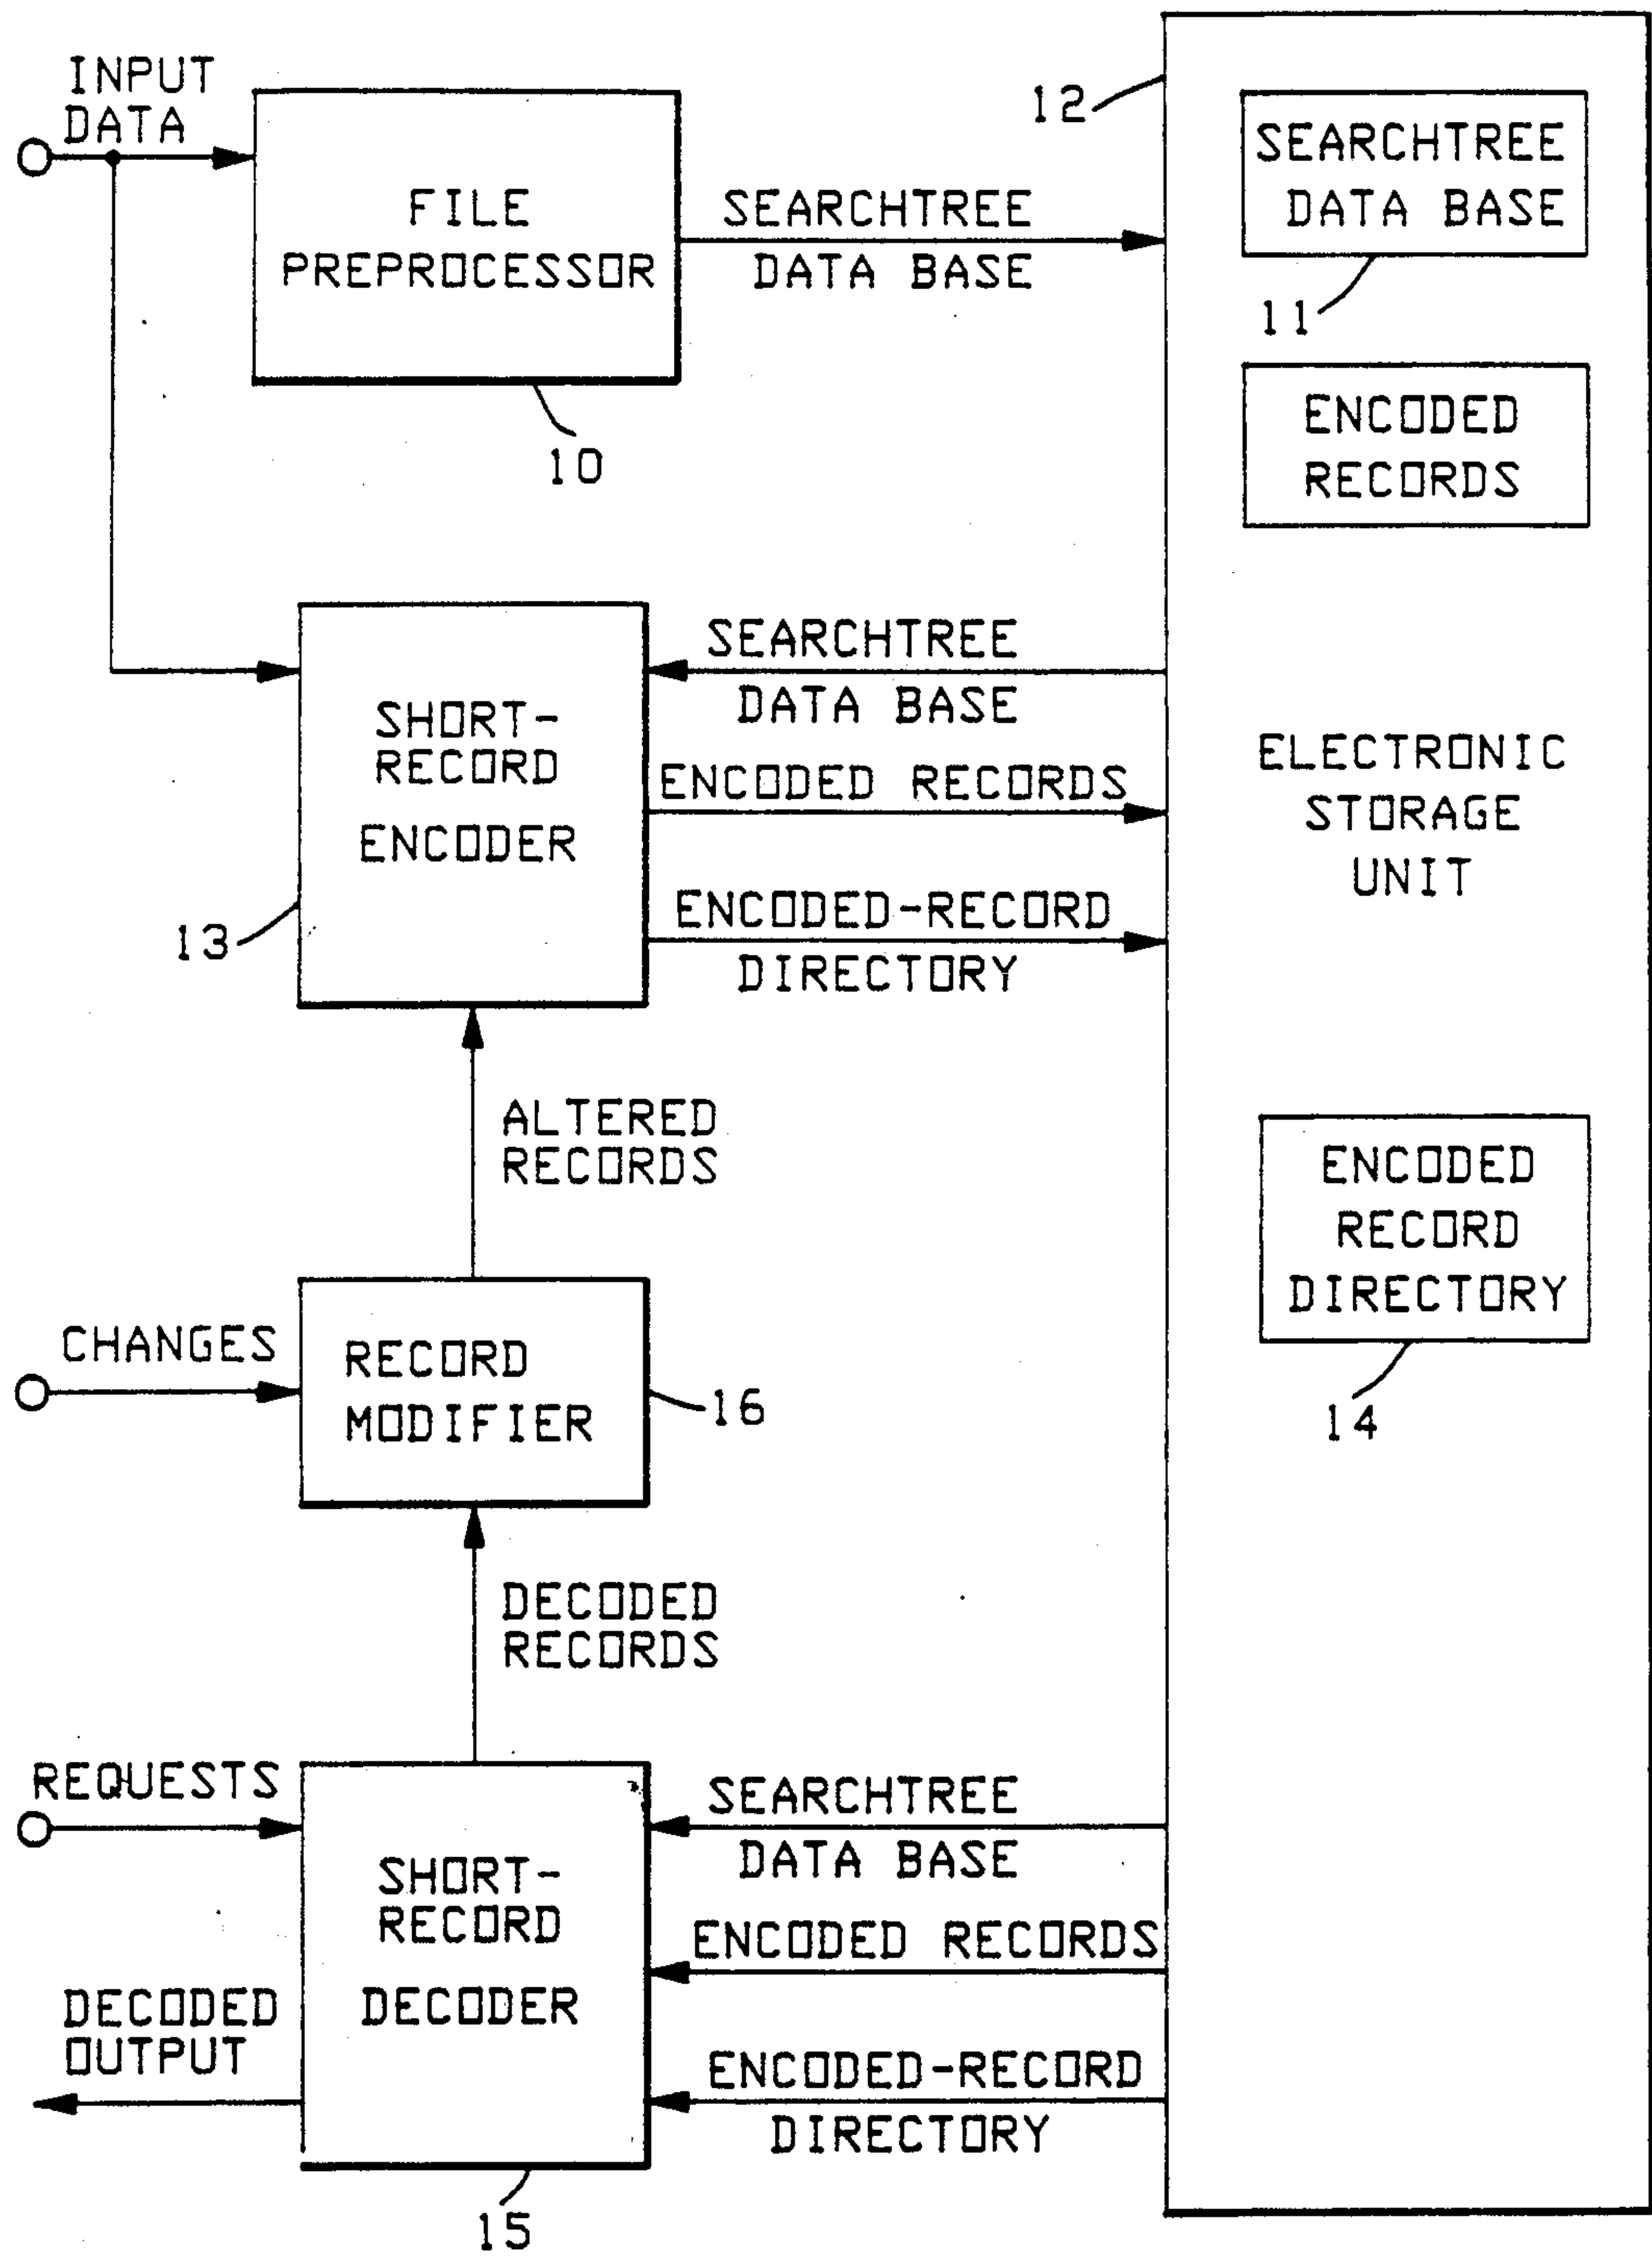 INPUT
DATA
FILE
PREPROCESSOR
10
SEARCHTREE
DATA BASE
12
SEARCHTREE
DATA BASE
11
ENCODED
RECORDS
SHORT-
RECORD
ENCODER
13
SEARCHTREE
DATA BASE
ENCODED RECORDS
ENCODED-RECORD
DIRECTORY
ELECTRONIC
STORAGE
UNIT
ALTERED
RECORDS
ENCODED
RECORD
DIRECTORY
14
CHANGES
RECORD
MODIFIER
16
DECODED
RECORDS
REQUESTS
SHORT-
RECORD
DECODER
15
SEARCHTREE
DATA BASE
ENCODED RECORDS
ENCODED-RECORD
DIRECTORY
DECODED
OUTPUT